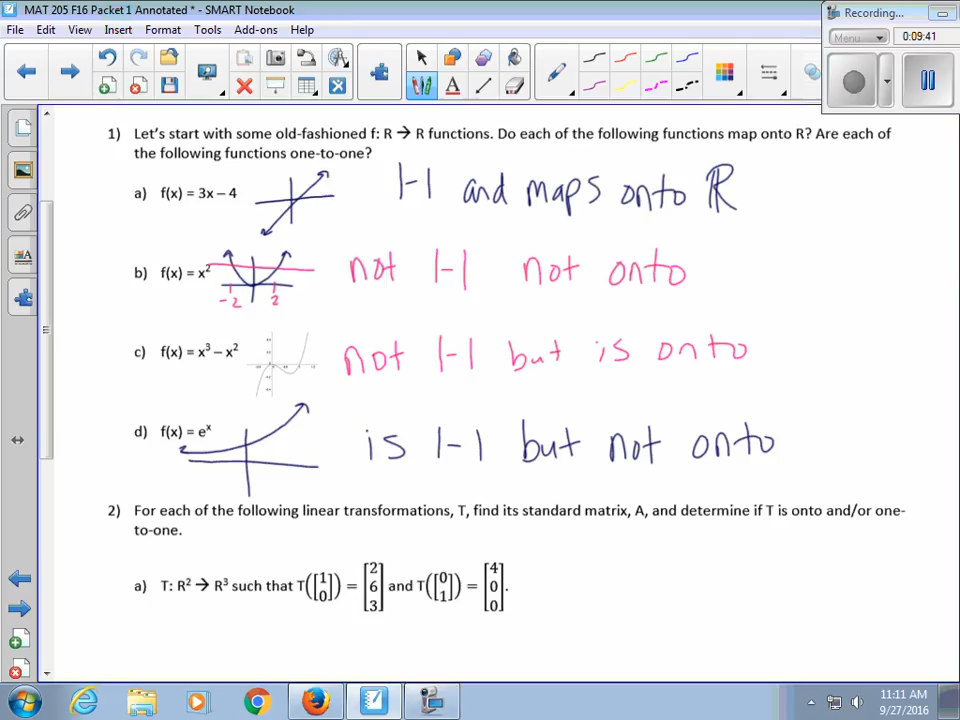 MAT 205 F16 Packet 1 Annotated * - SMART Notebook
Recording...
File Edit View Insert Format Tools Add-ons Help
Menu
0:09:41
1) Let's start with some old-fashioned f: R → R functions. Do each of the following functions map onto R? Are each of
the following functions one-to-one?
a) f(x) = 3x – 4 1-1 and maps onto ℝ
b) f(x) = x² not 1-1 not onto
-2 2
c) f(x) = x³ – x² not 1-1 but is onto
d) f(x) = eˣ is 1-1 but not onto
2) For each of the following linear transformations, T, find its standard matrix, A, and determine if T is onto and/or one-
to-one.
a) T: R² → R³ such that T([1 0]) = [2 6 3] and T([0 1]) = [4 0 0].
11:11 AM
9/27/2016